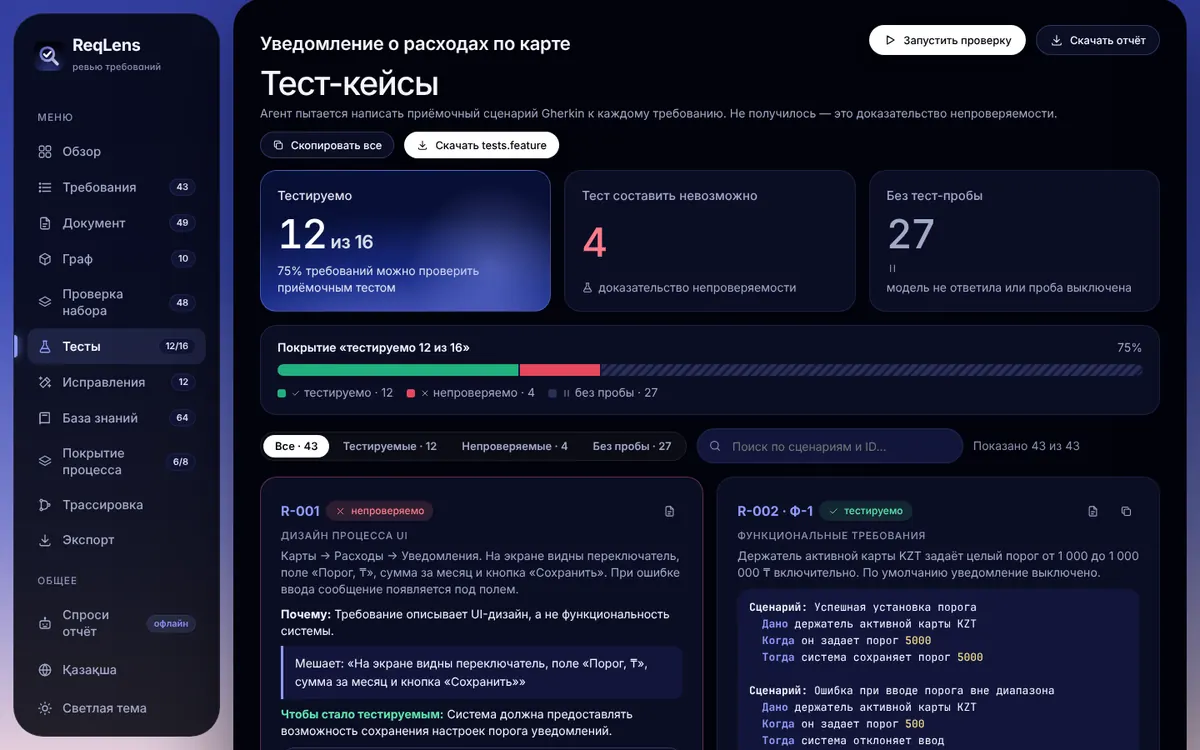 ReqLens
ревью требований
МЕНЮ
Обзор
Требования 43
Документ 49
Граф 10
Проверка
набора 48
Тесты 12/16
Исправления 12
База знаний 64
Покрытие
процесса 6/8
Трассировка
Экспорт
ОБЩЕЕ
Спроси
отчёт офлайн
Қазақша
Светлая тема
Уведомление о расходах по карте
Запустить проверку
Скачать отчёт
Тест-кейсы
Агент пытается написать приёмочный сценарий Gherkin к каждому требованию. Не получилось — это доказательство непроверяемости.
Скопировать все
Скачать tests.feature
Тестируемо
12 из 16
75% требований можно проверить
приёмочным тестом
Тест составить невозможно
4
доказательство непроверяемости
Без тест-пробы
27
модель не ответила или проба выключена
Покрытие «тестируемо 12 из 16» 75%
✓ тестируемо · 12 × непроверяемо · 4 без пробы · 27
Все · 43 Тестируемые · 12 Непроверяемые · 4 Без пробы · 27
Поиск по сценариям и ID...
Показано 43 из 43
R-001 × непроверяемо
ДИЗАЙН ПРОЦЕССА UI
Карты → Расходы → Уведомления. На экране видны переключатель,
поле «Порог, ₸», сумма за месяц и кнопка «Сохранить». При ошибке
ввода сообщение появляется под полем.
Почему: Требование описывает UI-дизайн, а не функциональность
системы.
Мешает: «На экране видны переключатель, поле «Порог, ₸»,
сумма за месяц и кнопка «Сохранить»»
Чтобы стало тестируемым: Система должна предоставлять
возможность сохранения настроек порога уведомлений.
R-002 · Ф-1 ✓ тестируемо
ФУНКЦИОНАЛЬНЫЕ ТРЕБОВАНИЯ
Держатель активной карты KZT задаёт целый порог от 1 000 до 1 000
000 ₸ включительно. По умолчанию уведомление выключено.
Сценарий: Успешная установка порога
Дано держатель активной карты KZT
Когда он задает порог 5000
Тогда система сохраняет порог 5000
Сценарий: Ошибка при вводе порога вне диапазона
Дано держатель активной карты KZT
Когда он задает порог 500
Тогда система отклоняет ввод